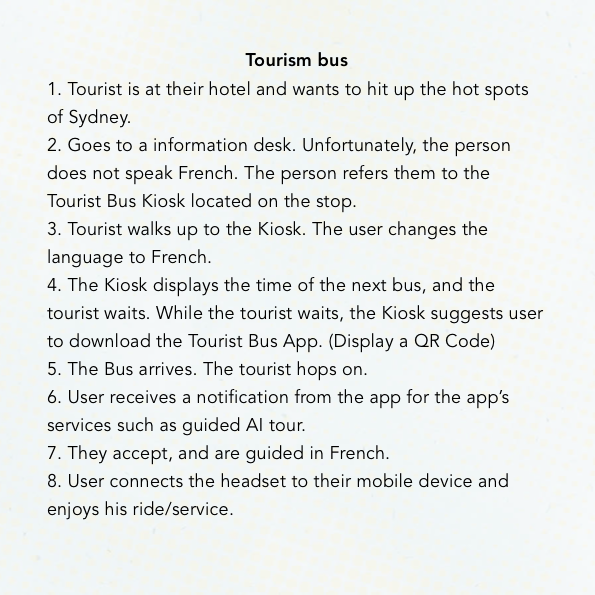 Tourism bus
1. Tourist is at their hotel and wants to hit up the hot spots
of Sydney.
2. Goes to a information desk. Unfortunately, the person
does not speak French. The person refers them to the
Tourist Bus Kiosk located on the stop.
3. Tourist walks up to the Kiosk. The user changes the
language to French.
4. The Kiosk displays the time of the next bus, and the
tourist waits. While the tourist waits, the Kiosk suggests user
to download the Tourist Bus App. (Display a QR Code)
5. The Bus arrives. The tourist hops on.
6. User receives a notification from the app for the app’s
services such as guided AI tour.
7. They accept, and are guided in French.
8. User connects the headset to their mobile device and
enjoys his ride/service.